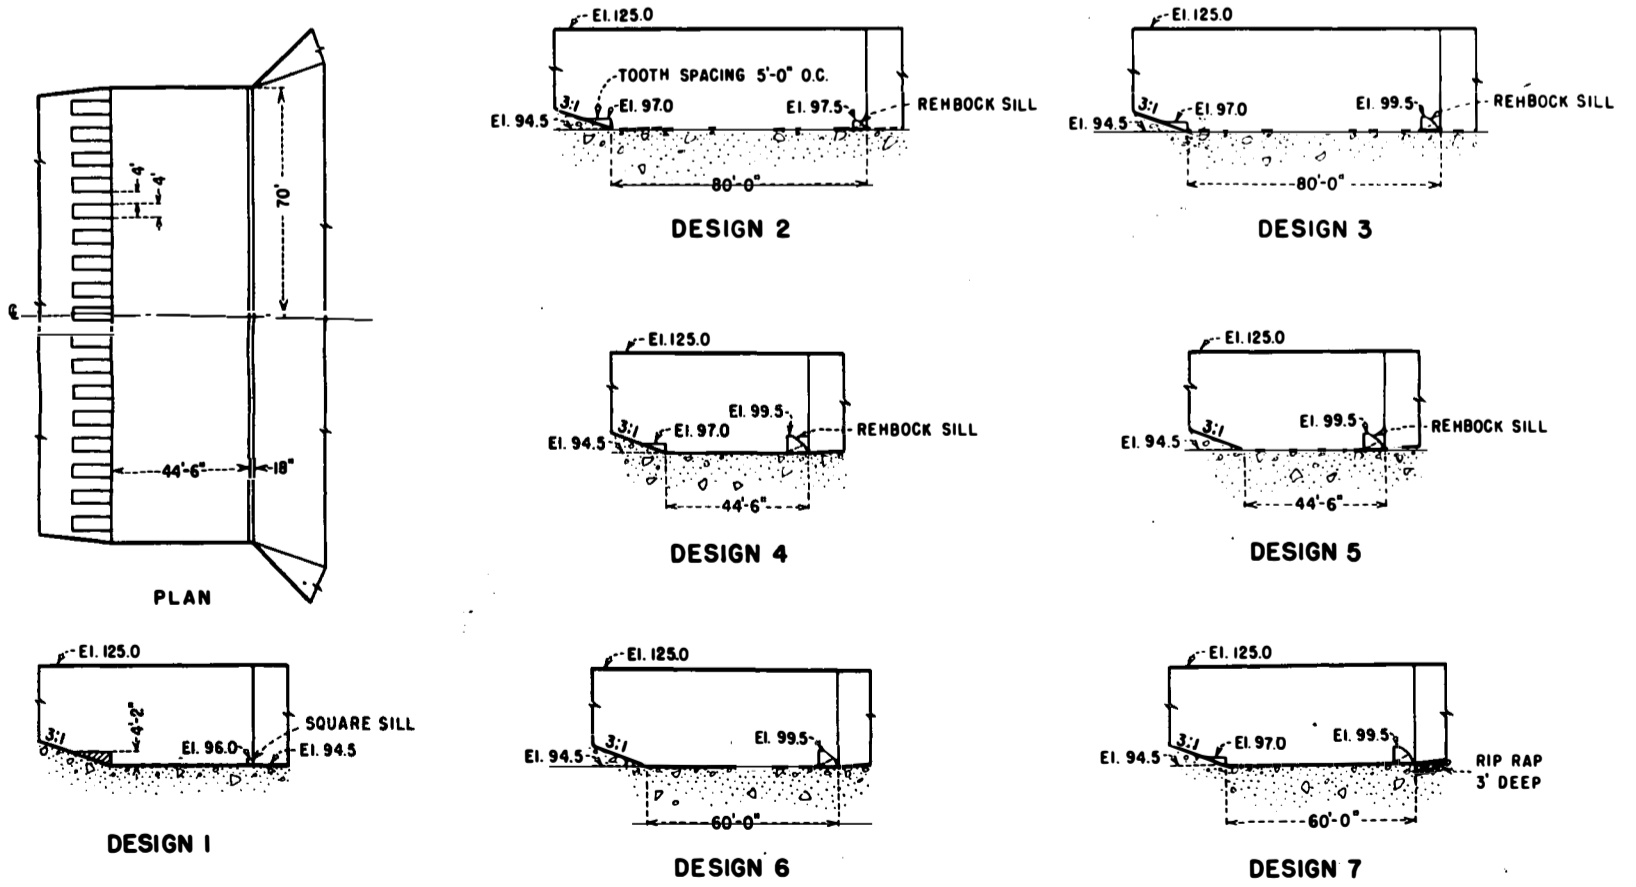 4'
4'
70'
℄
44'-6"
18"
PLAN
El. 125.0
3:1
4'-2"
El. 96.0
SQUARE SILL
El. 94.5
DESIGN 1
El. 125.0
TOOTH SPACING 5'-0" O.C.
3:1
El. 97.0
El. 97.5
REHBOCK SILL
El. 94.5
80'-0"
DESIGN 2
El. 125.0
3:1
El. 97.0
El. 99.5
REHBOCK SILL
El. 94.5
80'-0"
DESIGN 3
El. 125.0
El. 99.5
3:1
El. 97.0
REHBOCK SILL
El. 94.5
44'-6"
DESIGN 4
El. 125.0
El. 99.5
3:1
REHBOCK SILL
El. 94.5
44'-6"
DESIGN 5
El. 125.0
3:1
El. 99.5
El. 94.5
60'-0"
DESIGN 6
El. 125.0
3:1
El. 97.0
El. 99.5
El. 94.5
RIP RAP
3' DEEP
60'-0"
DESIGN 7